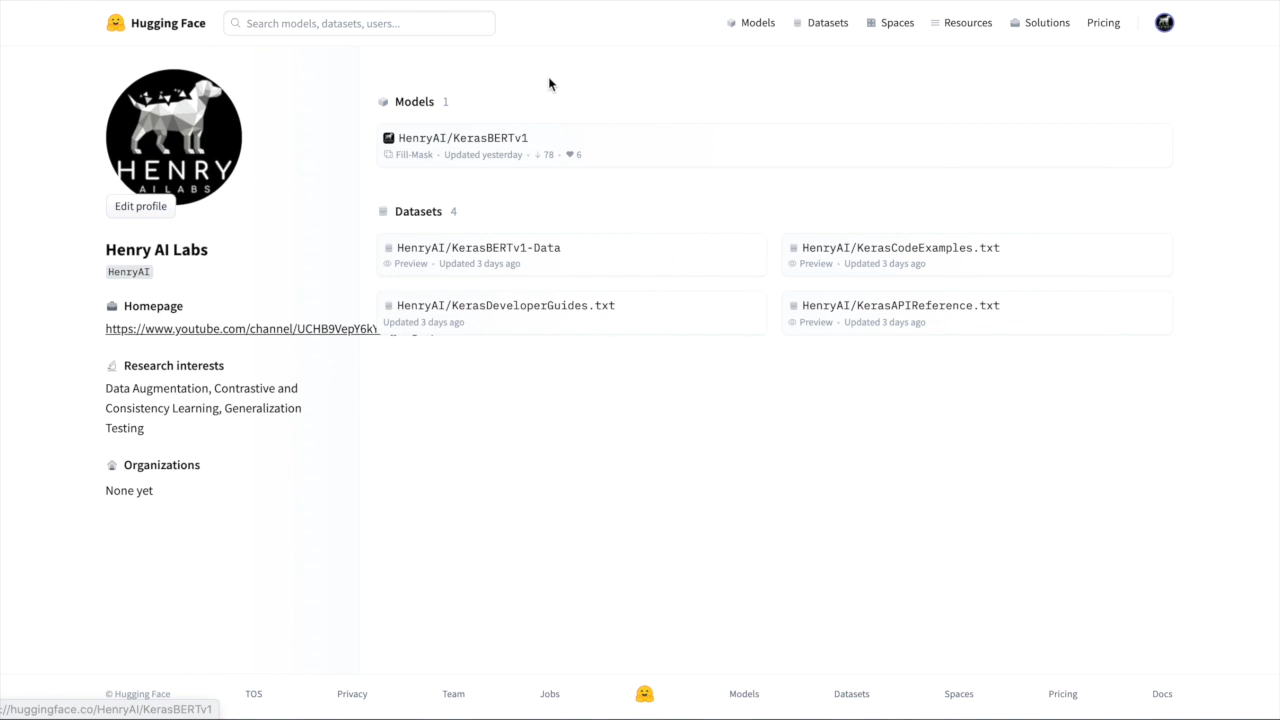 Hugging Face
Search models, datasets, users...
Models
Datasets
Spaces
Resources
Solutions
Pricing
HENRY
AI LABS
Edit profile
Henry AI Labs
HenryAI
Homepage
https://www.youtube.com/channel/UCHB9VepY6kY
Research interests
Data Augmentation, Contrastive and
Consistency Learning, Generalization
Testing
Organizations
None yet
Models 1
HenryAI/KerasBERTv1
Fill-Mask • Updated yesterday • ↓ 78 • ♥ 6
Datasets 4
HenryAI/KerasBERTv1-Data
Preview • Updated 3 days ago
HenryAI/KerasCodeExamples.txt
Preview • Updated 3 days ago
HenryAI/KerasDeveloperGuides.txt
Updated 3 days ago
HenryAI/KerasAPIReference.txt
Preview • Updated 3 days ago
© Hugging Face
TOS
Privacy
Team
Jobs
Models
Datasets
Spaces
Pricing
Docs
://huggingface.co/HenryAI/KerasBERTv1